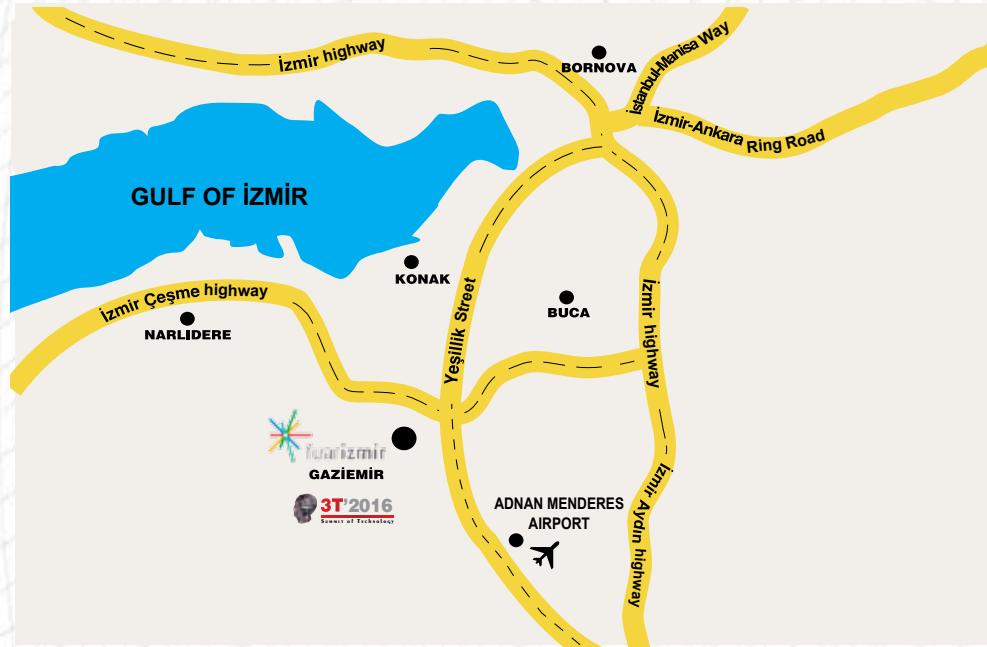 İzmir highway
BORNOVA
İstanbul-Manisa Way
İzmir-Ankara Ring Road
GULF OF İZMİR
KONAK
İzmir Çeşme highway
NARLIDERE
Yeşillik Street
BUCA
İzmir highway
fuarizmir
GAZİEMİR
3T'2016
Summit of Technology
ADNAN MENDERES
AIRPORT
İzmir Aydın highway